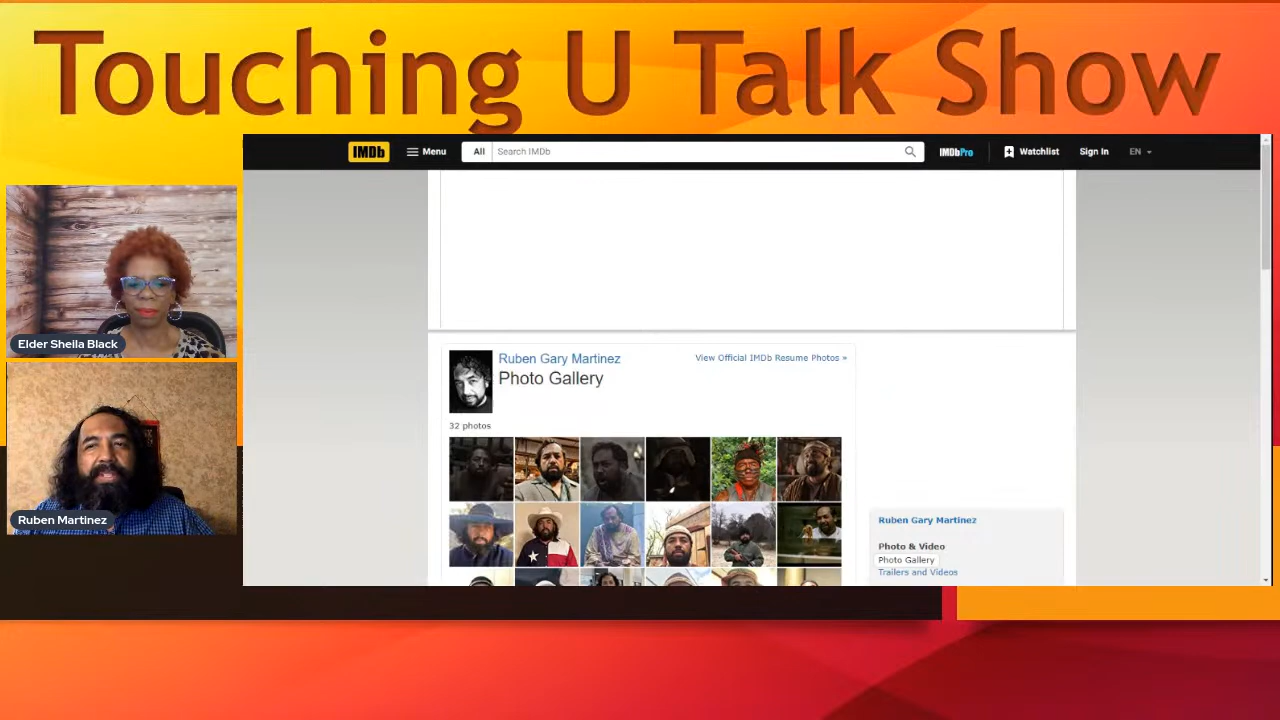 Touching U Talk Show
IMDb Menu All Search IMDb IMDbPro Watchlist Sign In EN
Elder Sheila Black
Ruben Martinez
Ruben Gary Martinez
View Official IMDb Resume Photos »
Photo Gallery
32 photos
Ruben Gary Martinez
Photo & Video
Photo Gallery
Trailers and Videos